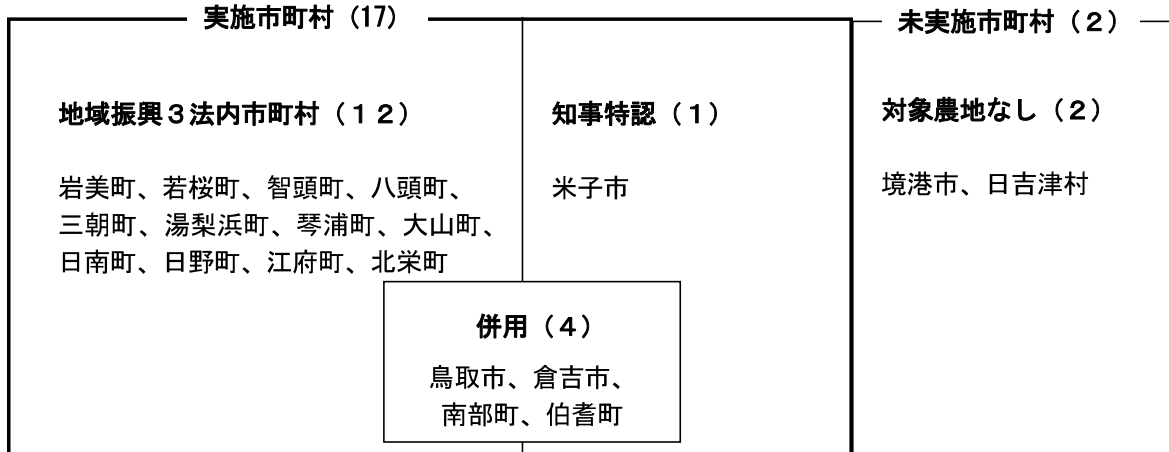 実施市町村（17）
未実施市町村（２）
地域振興３法内市町村（１２）
知事特認（１）
対象農地なし（２）
岩美町、若桜町、智頭町、八頭町、
三朝町、湯梨浜町、琴浦町、大山町、
日南町、日野町、江府町、北栄町
米子市
境港市、日吉津村
併用（４）
鳥取市、倉吉市、
南部町、伯耆町